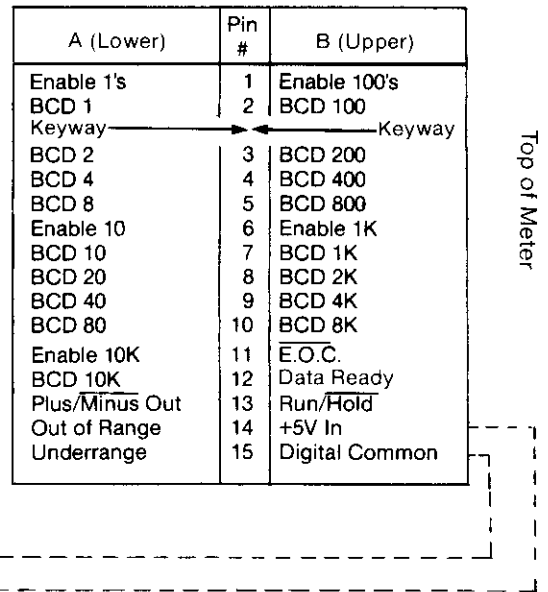 A (Lower) Pin # B (Upper)
Enable 1's 1 Enable 100's
BCD 1 2 BCD 100
Keyway Keyway
BCD 2 3 BCD 200
BCD 4 4 BCD 400
BCD 8 5 BCD 800
Enable 10 6 Enable 1K
BCD 10 7 BCD 1K
BCD 20 8 BCD 2K
BCD 40 9 BCD 4K
BCD 80 10 BCD 8K
Enable 10K 11 E.O.C.
BCD 10K 12 Data Ready
Plus/Minus Out 13 Run/Hold
Out of Range 14 +5V In
Underrange 15 Digital Common
Top of Meter